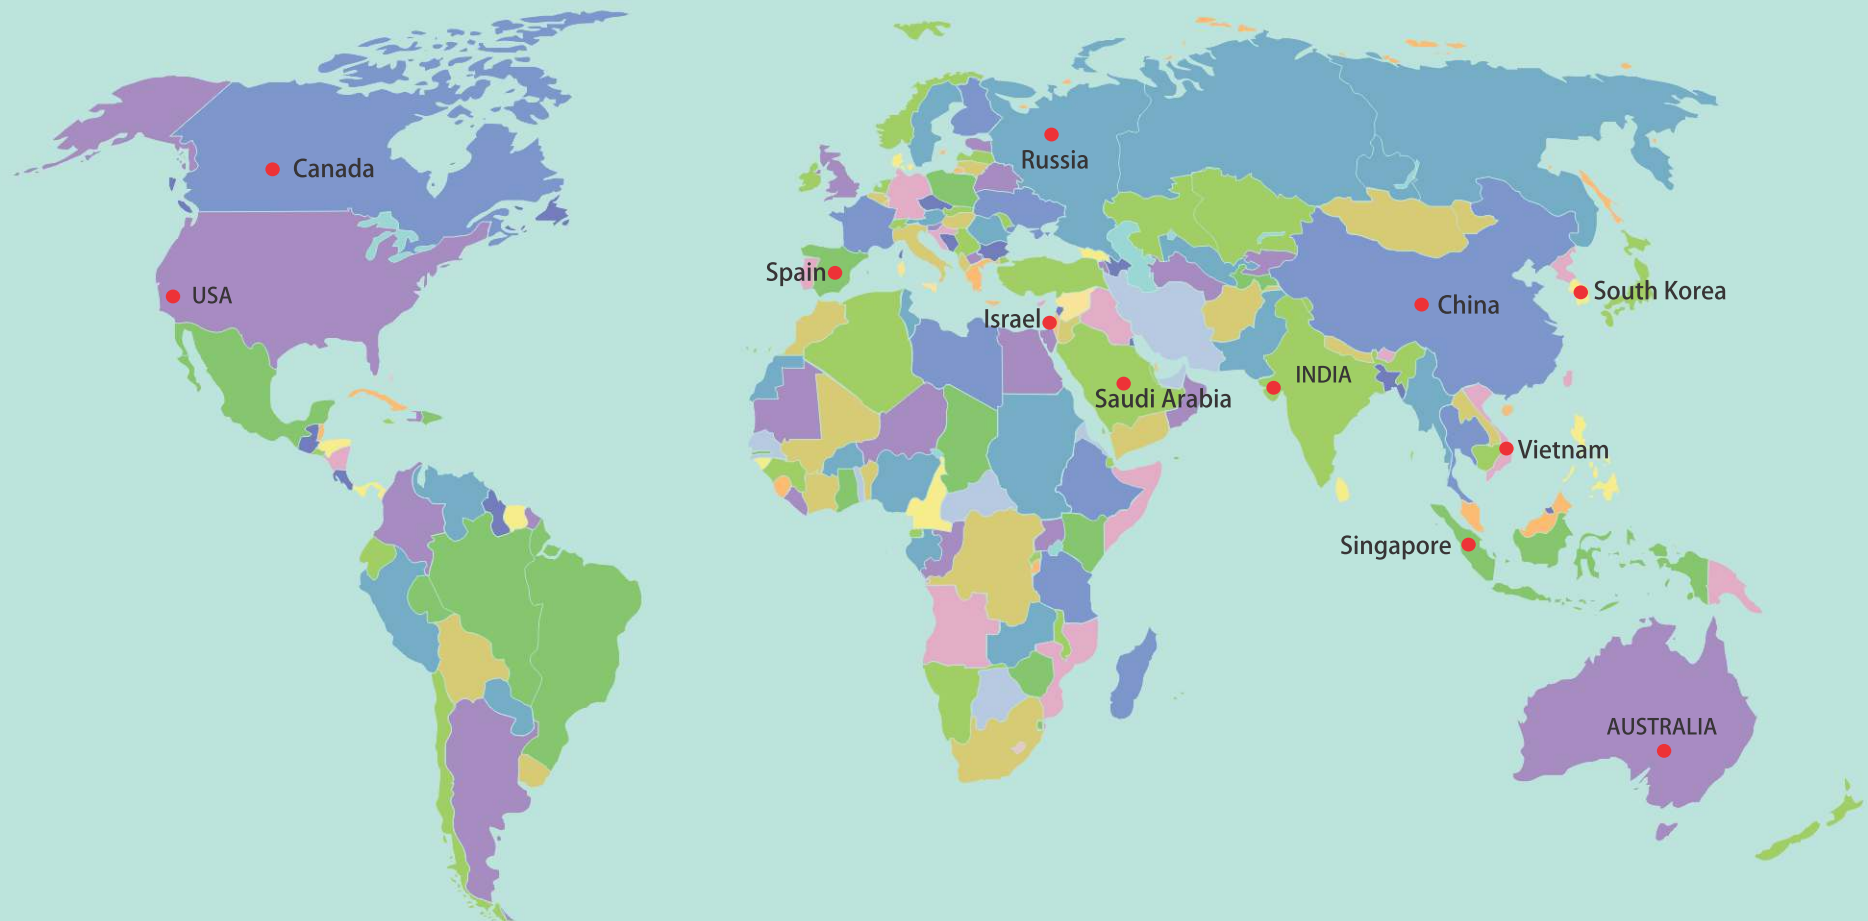 Canada
Russia
Spain
USA
Israel
South Korea
China
INDIA
Saudi Arabia
Vietnam
Singapore
AUSTRALIA